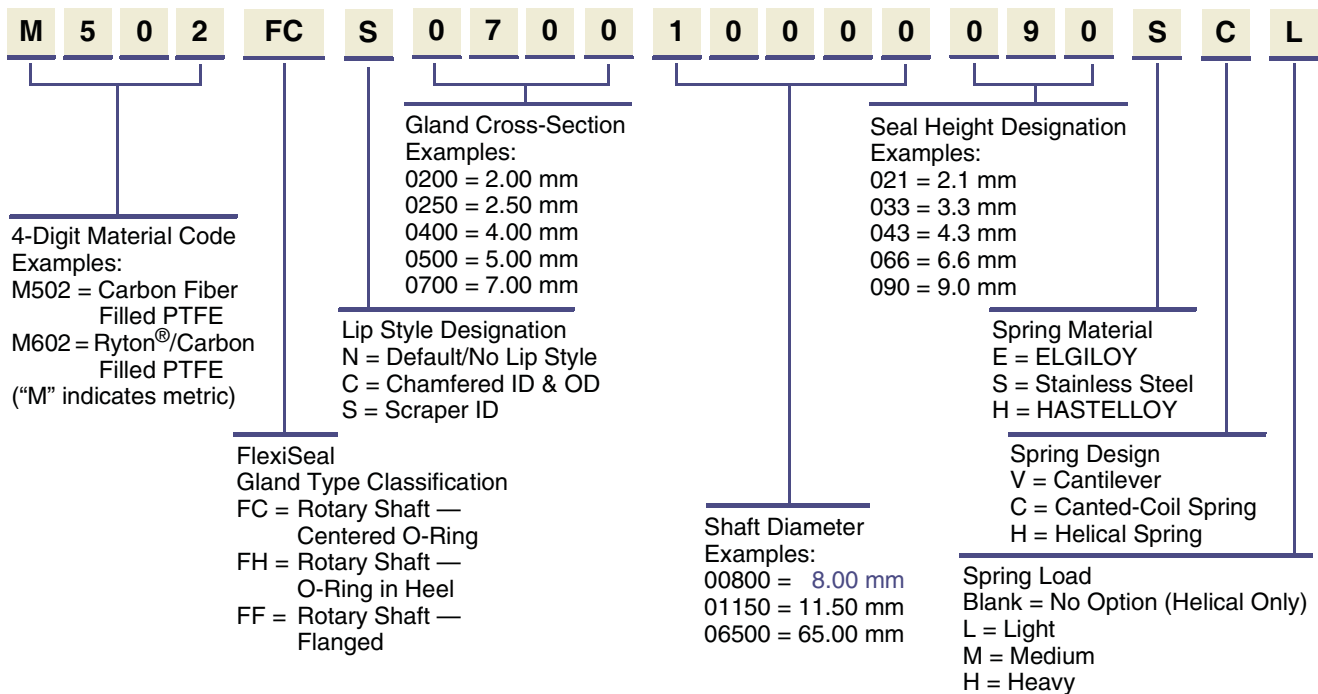 M 5 0 2 FC S 0 7 0 0 1 0 0 0 0 0 9 0 S C L
4-Digit Material Code
Examples:
M502 = Carbon Fiber
Filled PTFE
M602 = Ryton®/Carbon
Filled PTFE
(“M” indicates metric)
FlexiSeal
Gland Type Classification
FC = Rotary Shaft —
Centered O-Ring
FH = Rotary Shaft —
O-Ring in Heel
FF = Rotary Shaft —
Flanged
Lip Style Designation
N = Default/No Lip Style
C = Chamfered ID & OD
S = Scraper ID
Gland Cross-Section
Examples:
0200 = 2.00 mm
0250 = 2.50 mm
0400 = 4.00 mm
0500 = 5.00 mm
0700 = 7.00 mm
Shaft Diameter
Examples:
00800 = 8.00 mm
01150 = 11.50 mm
06500 = 65.00 mm
Seal Height Designation
Examples:
021 = 2.1 mm
033 = 3.3 mm
043 = 4.3 mm
066 = 6.6 mm
090 = 9.0 mm
Spring Material
E = ELGILOY
S = Stainless Steel
H = HASTELLOY
Spring Design
V = Cantilever
C = Canted-Coil Spring
H = Helical Spring
Spring Load
Blank = No Option (Helical Only)
L = Light
M = Medium
H = Heavy